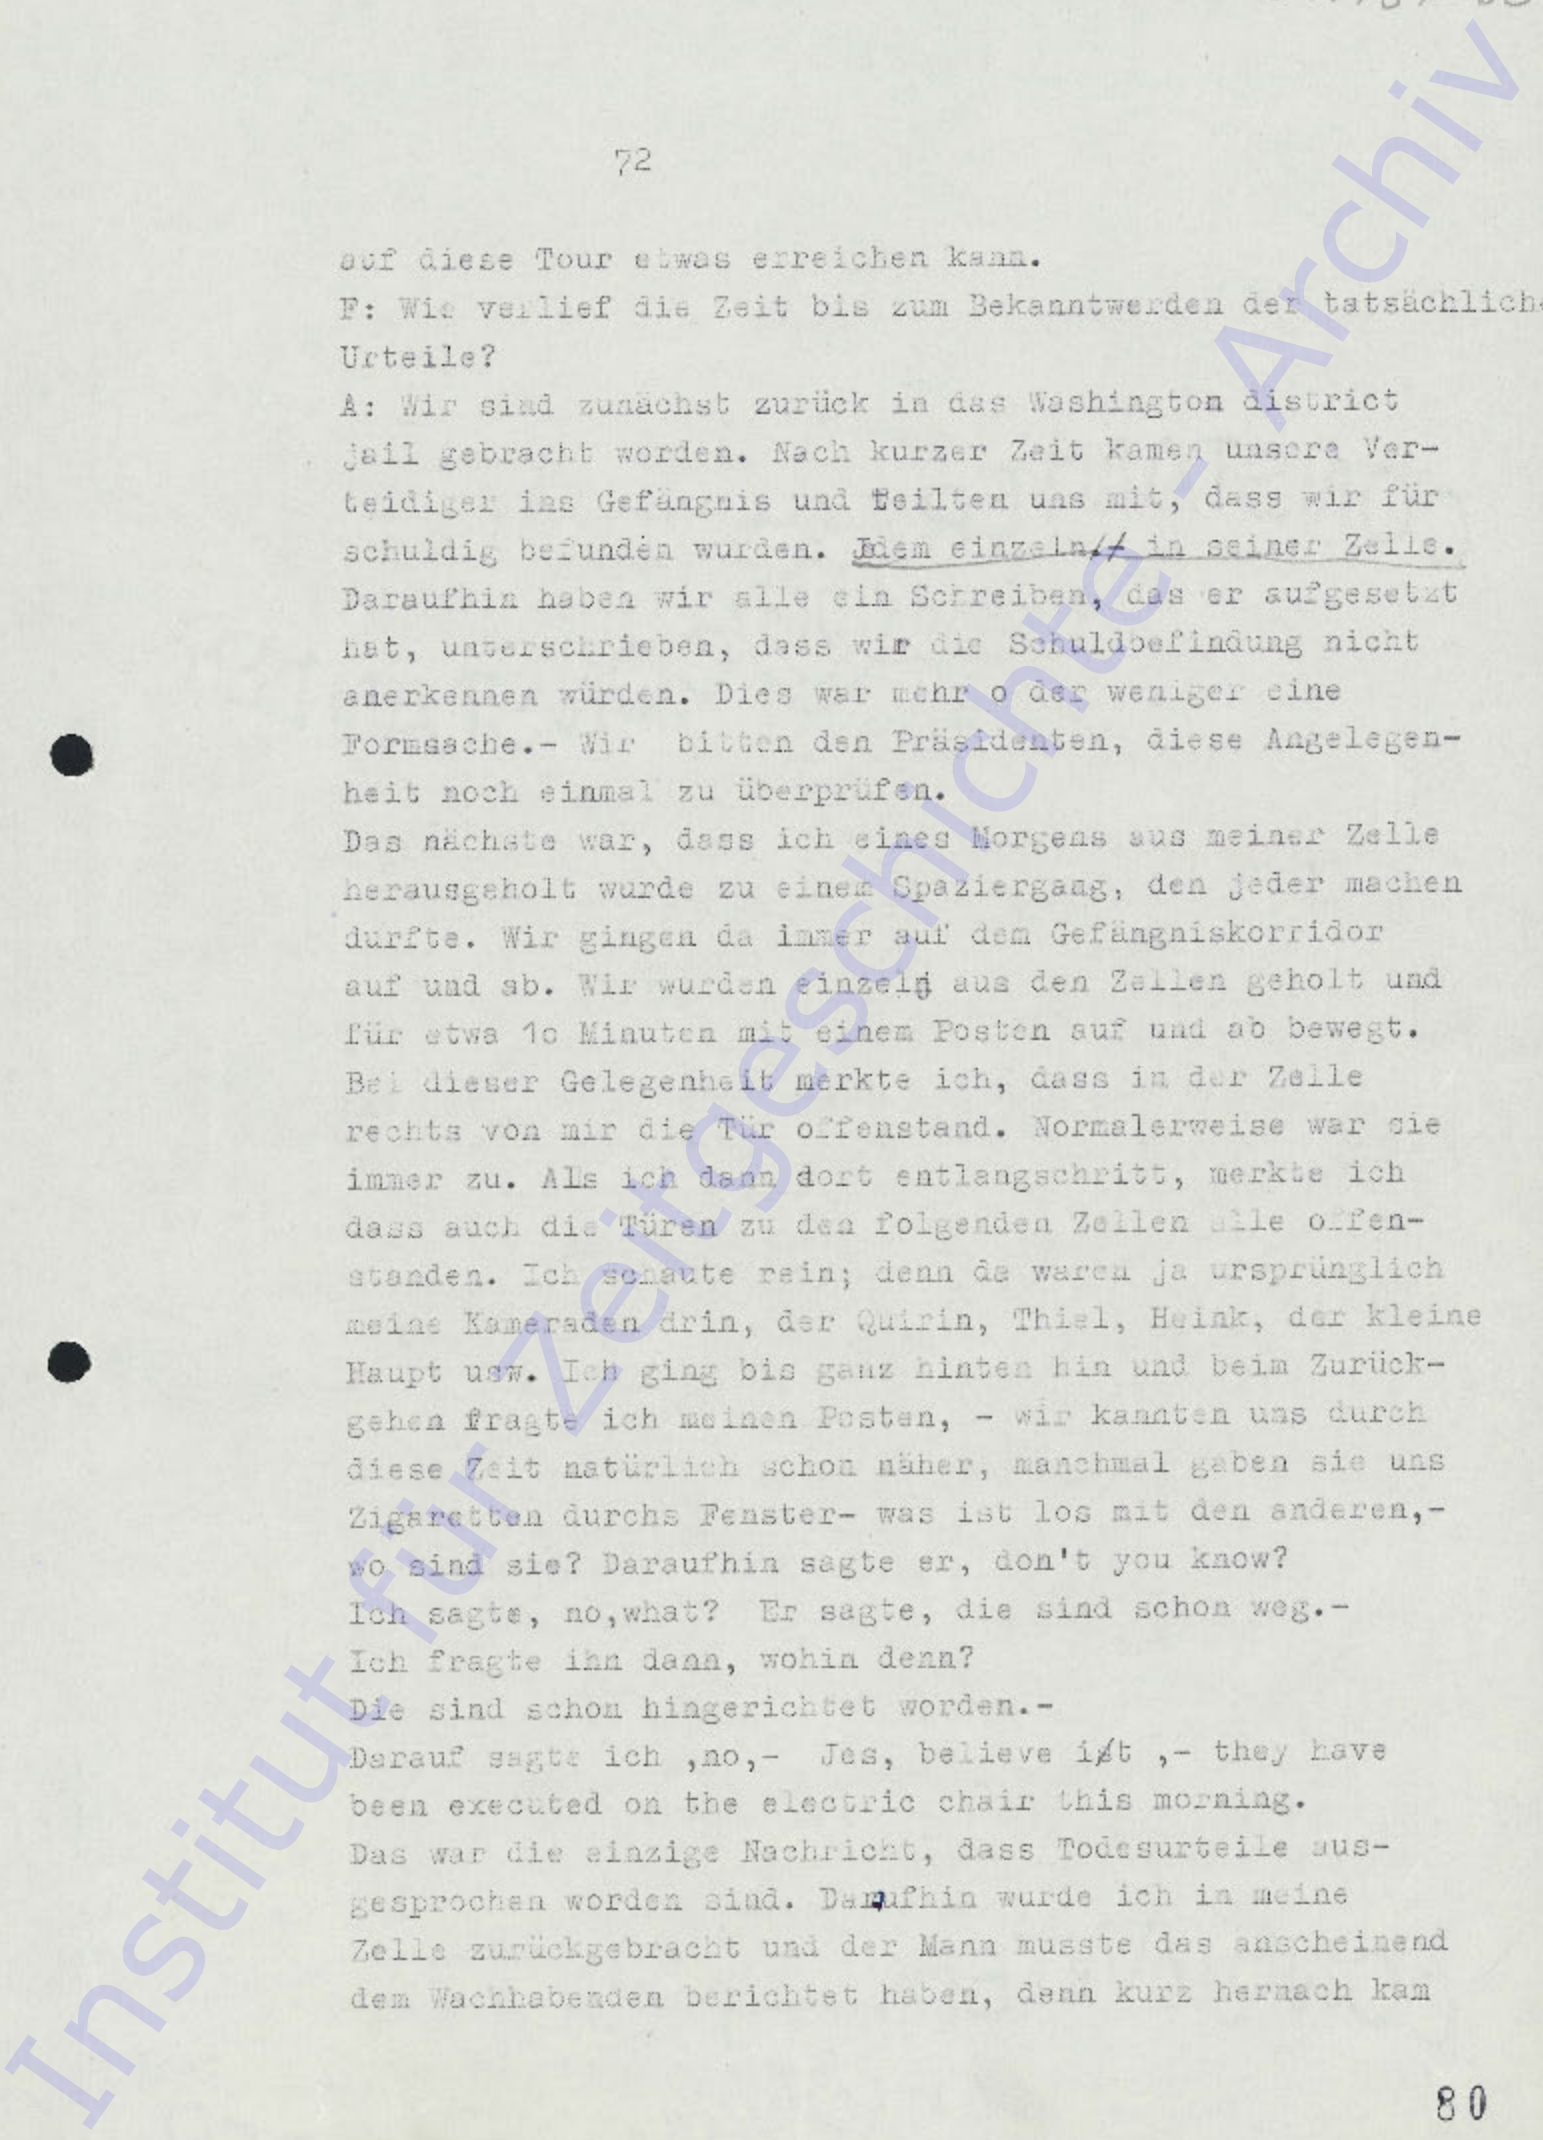 72
auf diese Tour etwas erreichen kann.
F: Wie verlief die Zeit bis zum Bekanntwerden der tatsächliche
Urteile?
A: Wir sind zunächst zurück in das Washington district
jail gebracht worden. Nach kurzer Zeit kamen unsere Ver-
teidiger ins Gefängnis und teilten uns mit, dass wir für
schuldig befunden wurden. Jedem einzeln in seiner Zelle.
Daraufhin haben wir alle ein Schreiben, das er aufgesetzt
hat, unterschrieben, dass wir die Schuldbefindung nicht
anerkennen würden. Dies war mehr o der weniger eine
Formsache.- Wir bitten den Präsidenten, diese Angelegen-
heit noch einmal zu überprüfen.
Das nächste war, dass ich eines Morgens aus meiner Zelle
herausgeholt wurde zu einem Spaziergang, den jeder machen
durfte. Wir gingen da immer auf dem Gefängniskorridor
auf und ab. Wir wurden einzeln aus den Zellen geholt und
für etwa 1o Minuten mit einem Posten auf und ab bewegt.
Bei dieser Gelegenheit merkte ich, dass in der Zelle
rechts von mir die Tür offenstand. Normalerweise war sie
immer zu. Als ich dann dort entlangschritt, merkte ich
dass auch die Türen zu den folgenden Zellen alle offen-
standen. Ich schaute rein; denn da waren ja ursprünglich
meine Kameraden drin, der Quirin, Thiel, Heink, der kleine
Haupt usw. Ich ging bis ganz hinten hin und beim Zurück-
gehen fragte ich meinen Posten, - wir kannten uns durch
diese Zeit natürlich schon näher, manchmal gaben sie uns
Zigaretten durchs Fenster- was ist los mit den anderen,-
wo sind sie? Daraufhin sagte er, don't you know?
Ich sagte, no,what? Er sagte, die sind schon weg.-
Ich fragte ihn dann, wohin denn?
Die sind schon hingerichtet worden.-
Darauf sagte ich ,no,- Jes, believe it ,- they have
been executed on the electric chair this morning.
Das war die einzige Nachricht, dass Todesurteile aus-
gesprochen worden sind. Daraufhin wurde ich in meine
Zelle zurückgebracht und der Mann musste das anscheinend
dem Wachhabenden berichtet haben, denn kurz hernach kam
80
Institut für Zeitgeschichte - Archiv